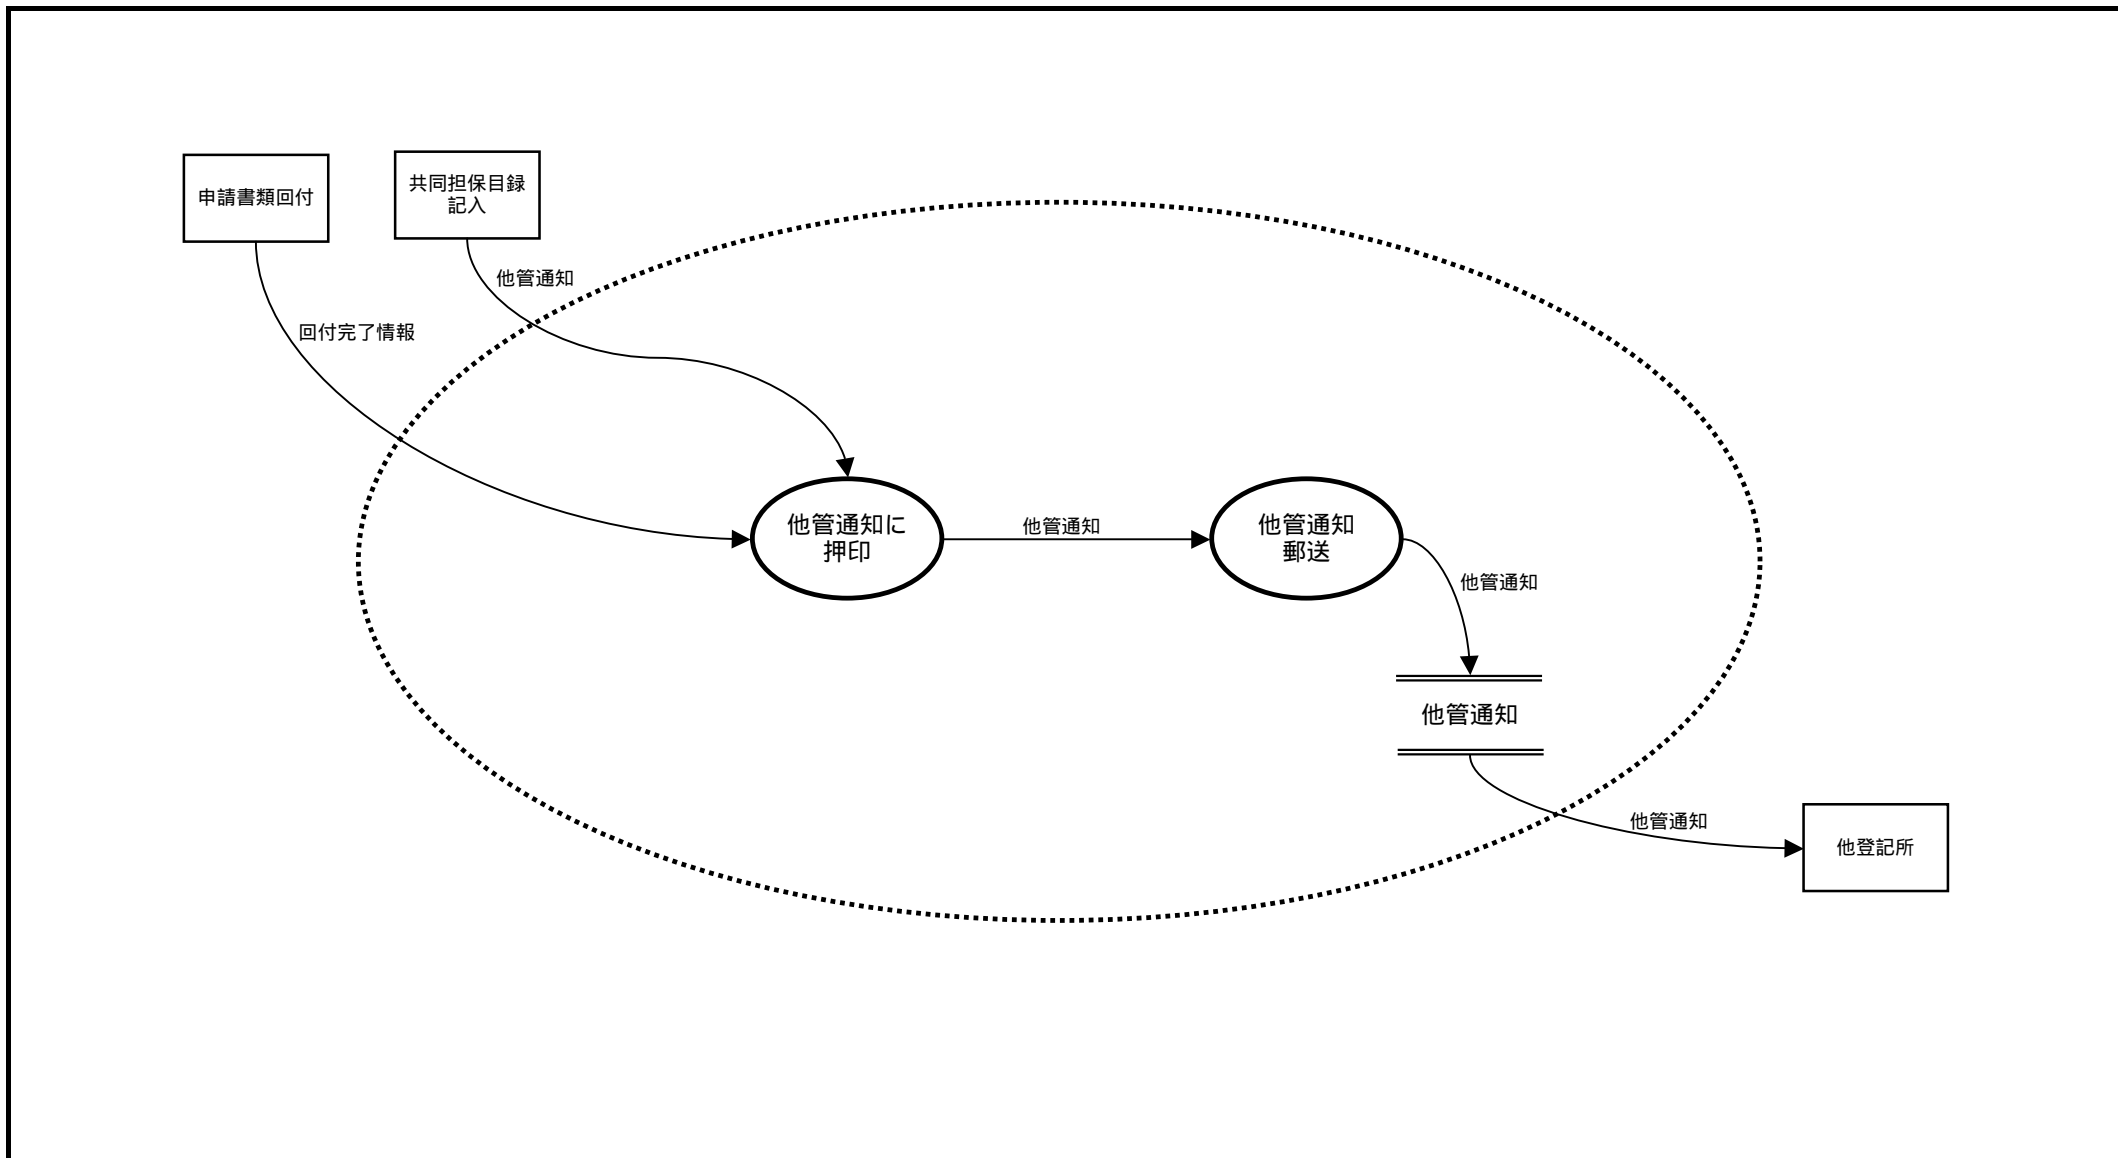 申請書類回付
共同担保目録
記入
他管通知
回付完了情報
他管通知に
押印
他管通知
他管通知
郵送
他管通知
他管通知
他管通知
他登記所